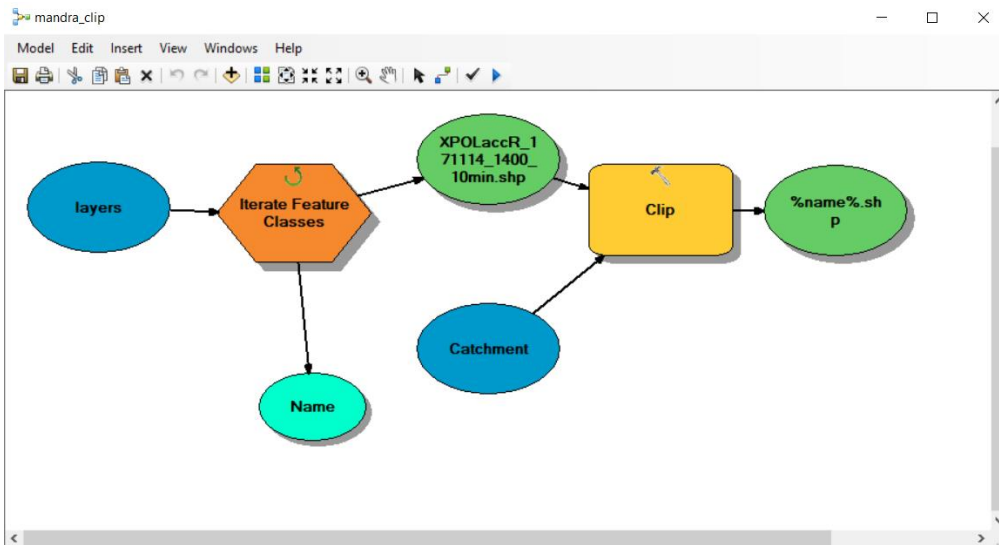 mandra_clip
Model Edit Insert View Windows Help
XPOLaccR_1
71114_1400_
10min.shp
layers
Iterate Feature
Classes
Clip
%name%.sh
p
Catchment
Name